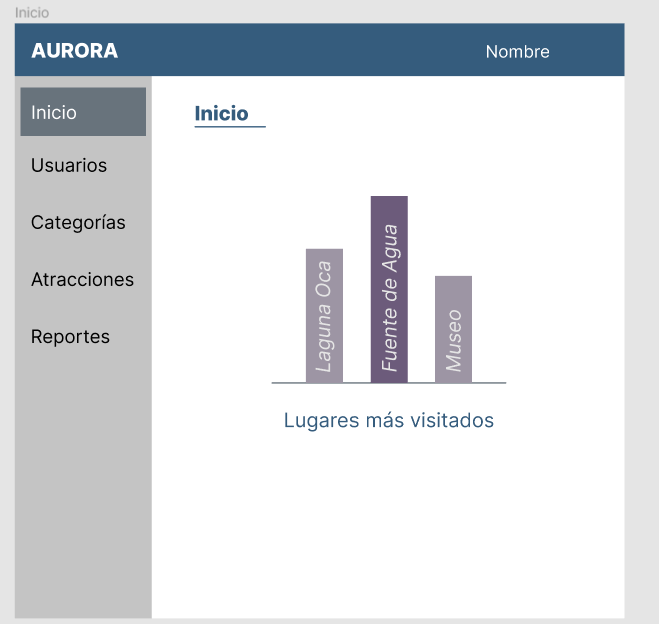 Inicio
AURORA
Nombre
Inicio
Usuarios
Categorías
Atracciones
Reportes
Inicio
Laguna Oca
Fuente de Agua
Museo
Lugares más visitados